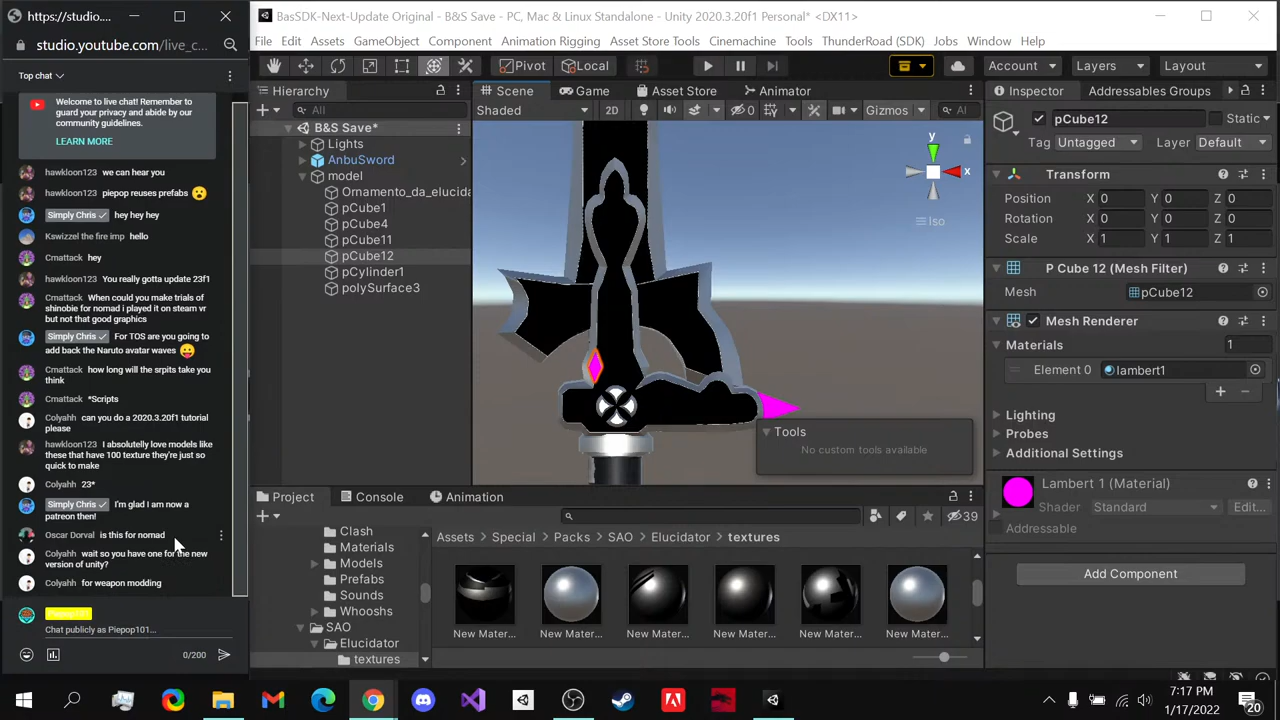 https://studio....
studio.youtube.com/live_c...
Top chat
Welcome to live chat! Remember to
guard your privacy and abide by our
community guidelines.
LEARN MORE
hawkloon123 we can hear you
hawkloon123 piepop reuses prefabs
Simply Chris hey hey hey
Kswizzel the fire imp hello
Cmattack hey
hawkloon123 You really gotta update 23f1
Cmattack When could you make trials of
shinobie for nomad i played it on steam vr
but not that good graphics
Simply Chris For TOS are you going to
add back the Naruto avatar waves
Cmattack how long will the srpits take you
think
Cmattack *Scripts
Colyahh can you do a 2020.3.20f1 tutorial
please
hawkloon123 I absolutelly love models like
these that have 100 texture they're just so
quick to make
Colyahh 23*
Simply Chris I'm glad I am now a
patreon then!
Oscar Dorval is this for nomad
Colyahh wait so you have one for the new
version of unity?
Colyahh for weapon modding
Piepop101
Chat publicly as Piepop101...
0/200
BasSDK-Next-Update Original - B&S Save - PC, Mac & Linux Standalone - Unity 2020.3.20f1 Personal* <DX11>
File Edit Assets GameObject Component Animation Rigging Asset Store Tools Cinemachine Tools ThunderRoad (SDK) Jobs Window Help
Pivot Local Account Layers Layout
Hierarchy
All
B&S Save*
Lights
AnbuSword
model
Ornamento_da_elucida
pCube1
pCube4
pCube11
pCube12
pCylinder1
polySurface3
Scene Game Asset Store Animator
Shaded 2D 0 Gizmos Al
y
x
Iso
Tools
No custom tools available
Inspector Addressables Groups
pCube12 Static
Tag Untagged Layer Default
Transform
Position X 0 Y 0 Z 0
Rotation X 0 Y 0 Z 0
Scale X 1 Y 1 Z 1
P Cube 12 (Mesh Filter)
Mesh pCube12
Mesh Renderer
Materials 1
Element 0 lambert1
Lighting
Probes
Additional Settings
Lambert 1 (Material)
Shader Standard Edit...
Addressable
Add Component
Project Console Animation
39
Clash
Materials
Models
Prefabs
Sounds
Whooshs
SAO
Elucidator
textures
Assets Special Packs SAO Elucidator textures
New Mater... New Mater... New Mater... New Mater... New Mater... New Mater...
7:17 PM
1/17/2022
20